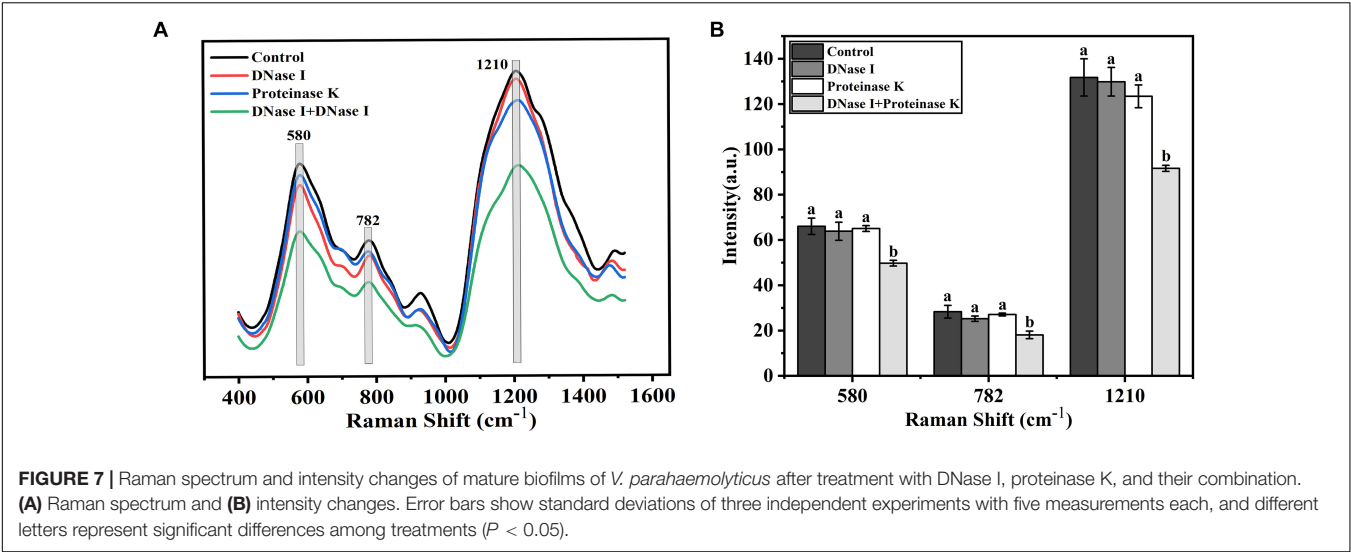 A
Control
DNase I
Proteinase K
DNase I+DNase I
580
782
1210
400 600 800 1000 1200 1400 1600
Raman Shift (cm-1)
B
Control
DNase I
Proteinase K
DNase I+Proteinase K
140
120
100
80
60
40
20
0
Intensity(a.u.)
a a a b
a a a b
a a a b
580 782 1210
Raman Shift (cm-1)
FIGURE 7 | Raman spectrum and intensity changes of mature biofilms of V. parahaemolyticus after treatment with DNase I, proteinase K, and their combination.
(A) Raman spectrum and (B) intensity changes. Error bars show standard deviations of three independent experiments with five measurements each, and different
letters represent significant differences among treatments (P < 0.05).